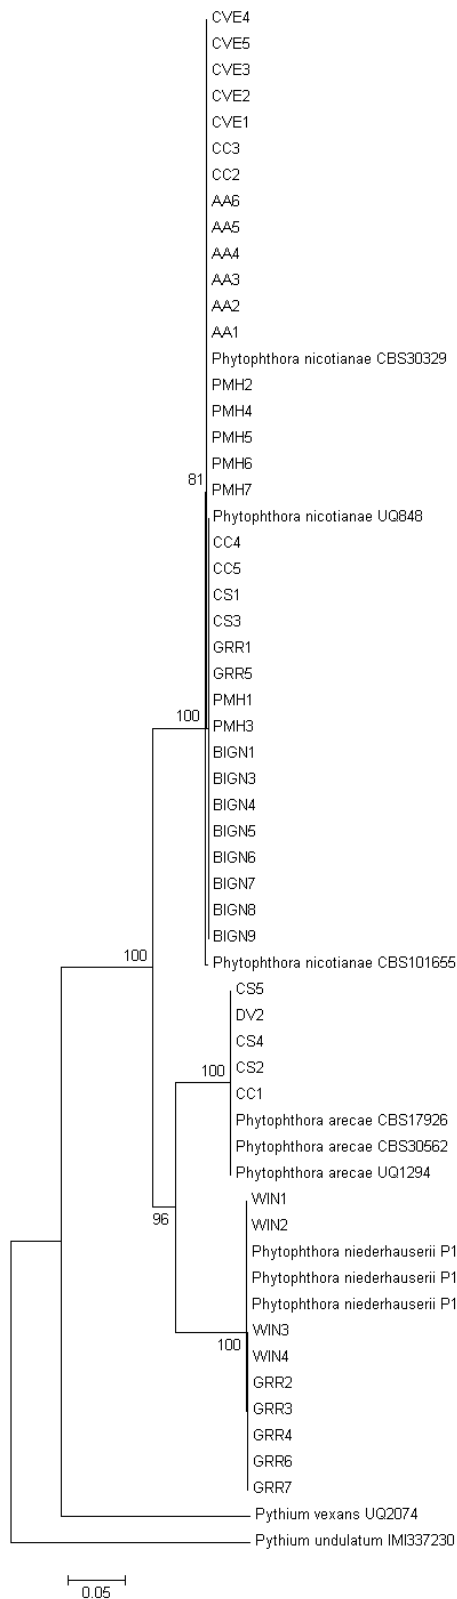 CVE4
CVE5
CVE3
CVE2
CVE1
CC3
CC2
AA6
AA5
AA4
AA3
AA2
AA1
Phytophthora nicotianae CBS30329
PMH2
PMH4
PMH5
PMH6
81
PMH7
Phytophthora nicotianae UQ848
CC4
CC5
CS1
CS3
GRR1
GRR5
PMH1
100
PMH3
BIGN1
BIGN3
BIGN4
BIGN5
BIGN6
BIGN7
BIGN8
BIGN9
100
Phytophthora nicotianae CBS101655
CS5
DV2
CS4
100
CS2
CC1
Phytophthora arecae CBS17926
Phytophthora arecae CBS30562
Phytophthora arecae UQ1294
WIN1
96
WIN2
Phytophthora niederhauserii P1
Phytophthora niederhauserii P1
Phytophthora niederhauserii P1
WIN3
100
WIN4
GRR2
GRR3
GRR4
GRR6
GRR7
Pythium vexans UQ2074
Pythium undulatum IMI337230
0.05